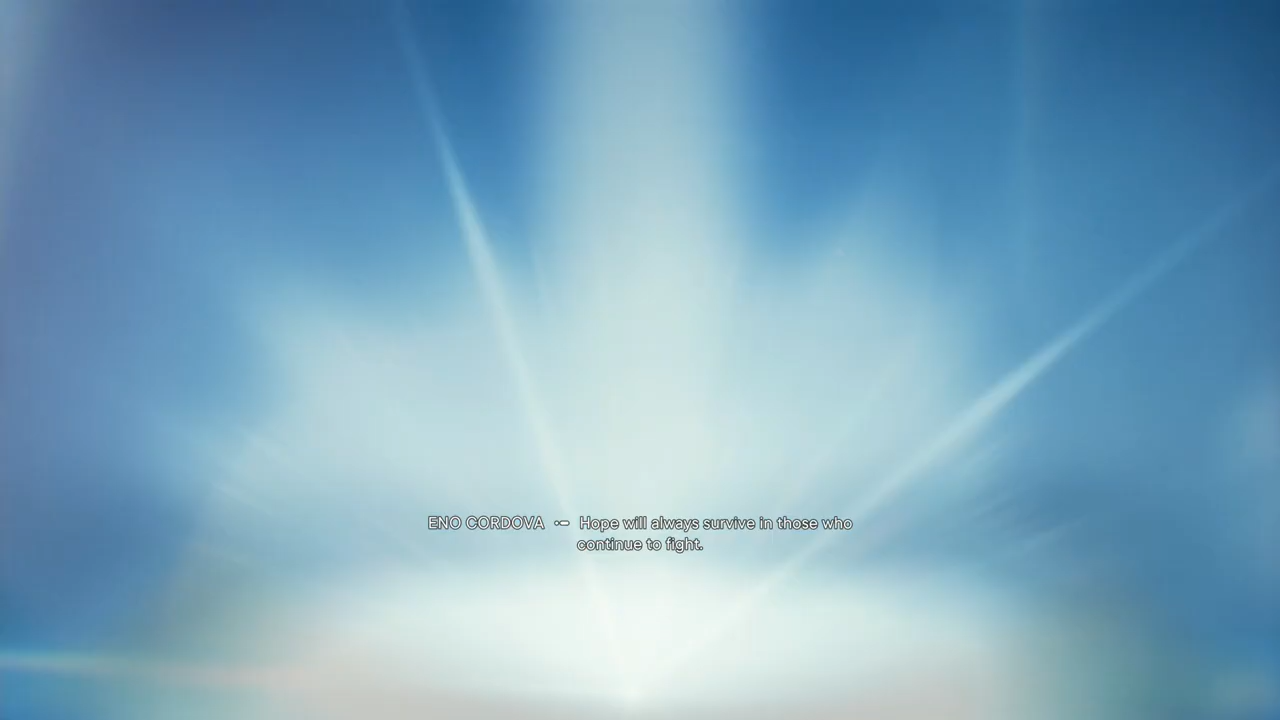 ENO CORDOVA •– Hope will always survive in those who
continue to fight.